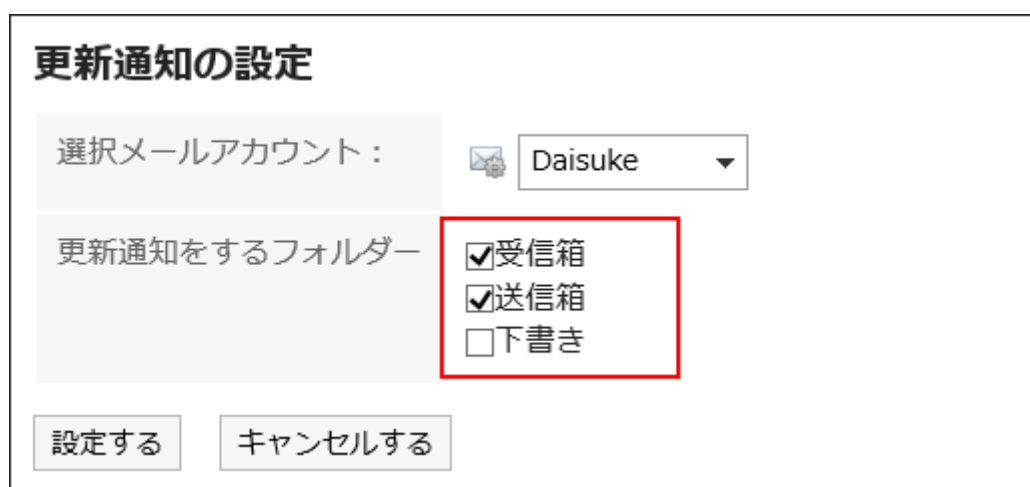 更新通知の設定
選択メールアカウント：
Daisuke
更新通知をするフォルダー
受信箱
送信箱
下書き
設定する
キャンセルする